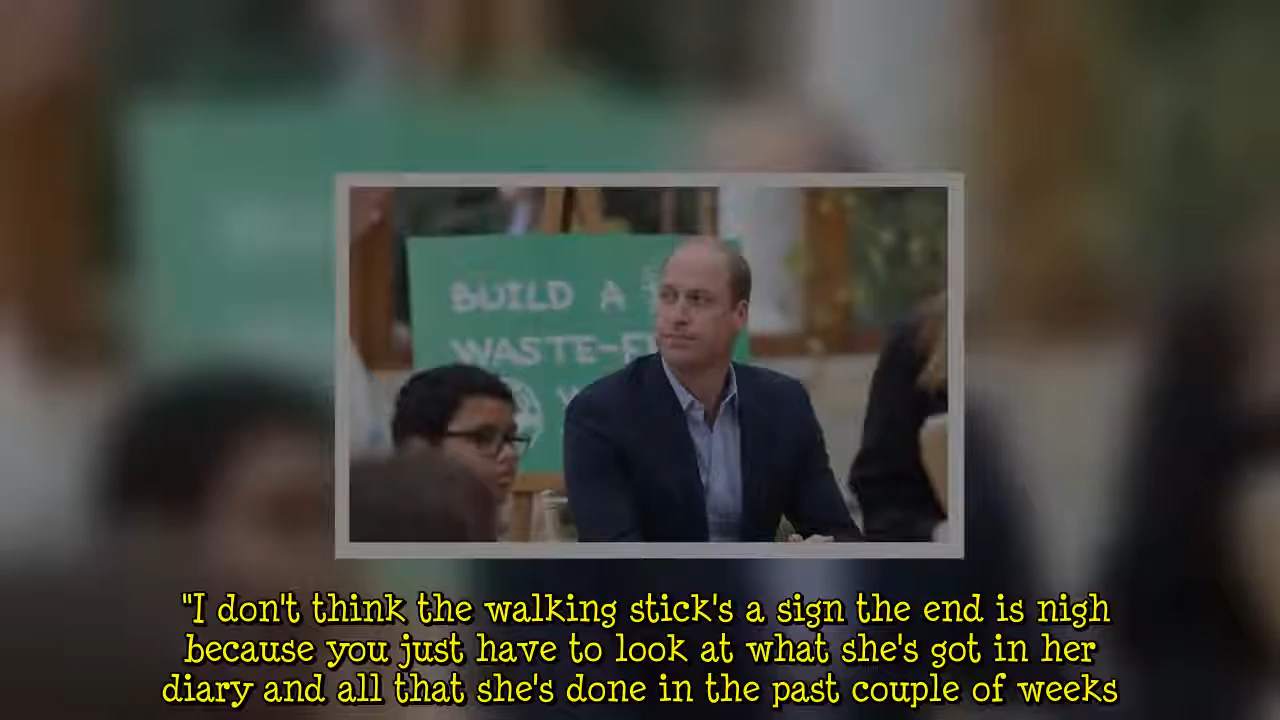 BUILD A
WASTE-F
"I don't think the walking stick's a sign the end is nigh
because you just have to look at what she's got in her
diary and all that she's done in the past couple of weeks